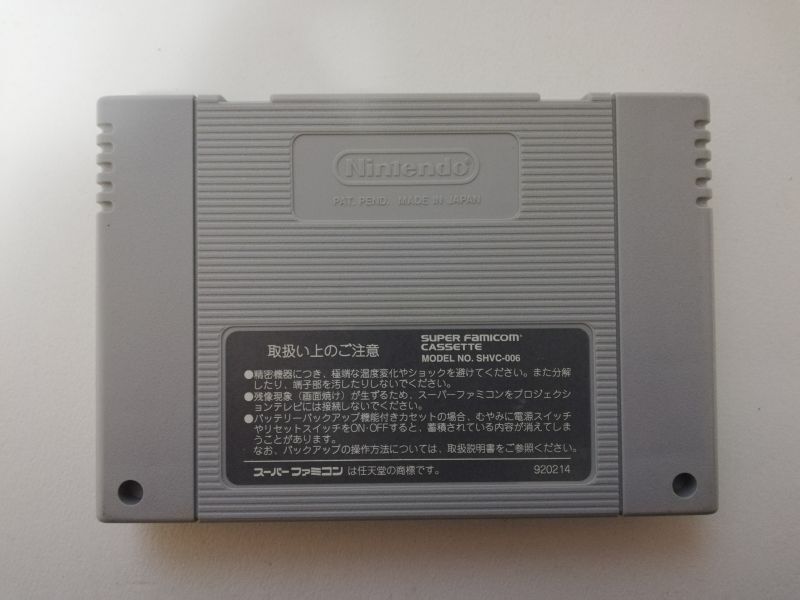 Nintendo®
PAT. PEND. MADE IN JAPAN
取扱い上のご注意
SUPER FAMICOM®
CASSETTE
MODEL NO. SHVC-006
●精密機器につき、極端な温度変化やショックを避けてください。また分解
したり、端子部を汚したりしないでください。
●残像現象（画面焼け）が生ずるため、スーパーファミコンをプロジェクシ
ョンテレビには接続しないでください。
●バッテリーバックアップ機能付きカセットの場合、むやみに電源スイッチ
やリセットスイッチをON・OFFすると、蓄積されている内容が消えてしま
うことがあります。
なお、バックアップの操作方法については、取扱説明書をご参照ください。
スーパーファミコン は任天堂の商標です。 920214